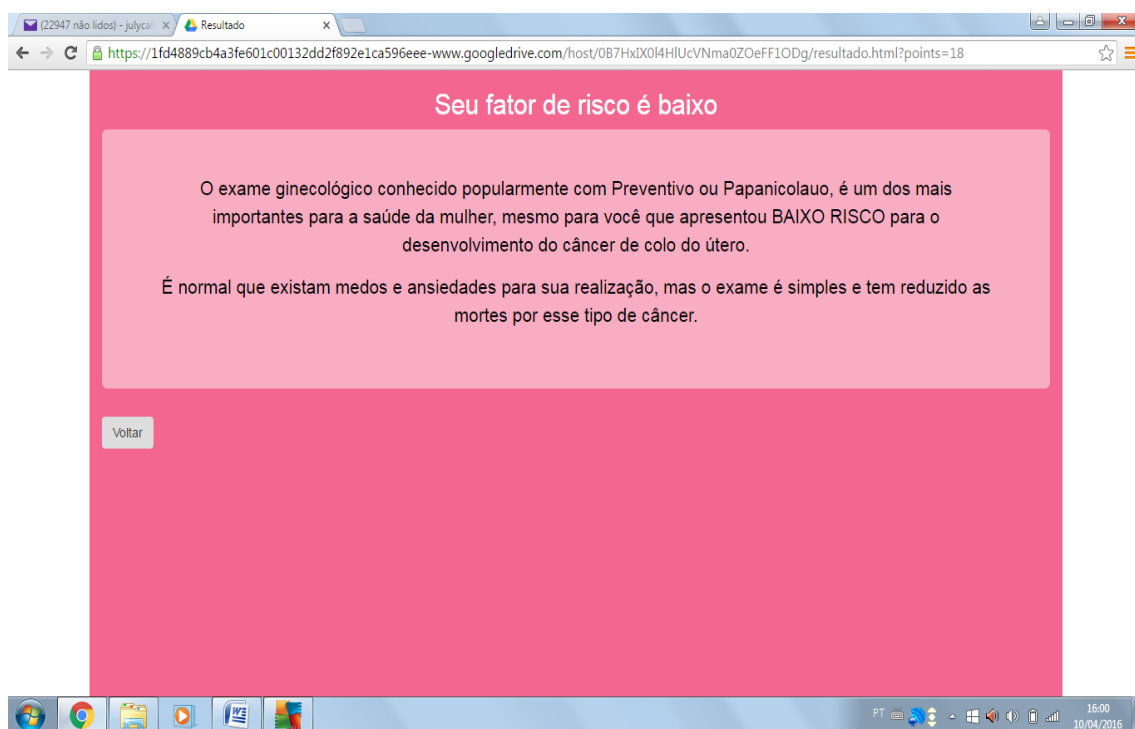 (22947 não lidos) - julyca
Resultado
https://1fd4889cb4a3fe601c00132dd2f892e1ca596eee-www.googledrive.com/host/0B7HxIX0l4HlUcVNma0ZOeFF1ODg/resultado.html?points=18
Seu fator de risco é baixo
O exame ginecológico conhecido popularmente com Preventivo ou Papanicolauo, é um dos mais
importantes para a saúde da mulher, mesmo para você que apresentou BAIXO RISCO para o
desenvolvimento do câncer de colo do útero.
É normal que existam medos e ansiedades para sua realização, mas o exame é simples e tem reduzido as
mortes por esse tipo de câncer.
Voltar
PT
16:00
10/04/2016